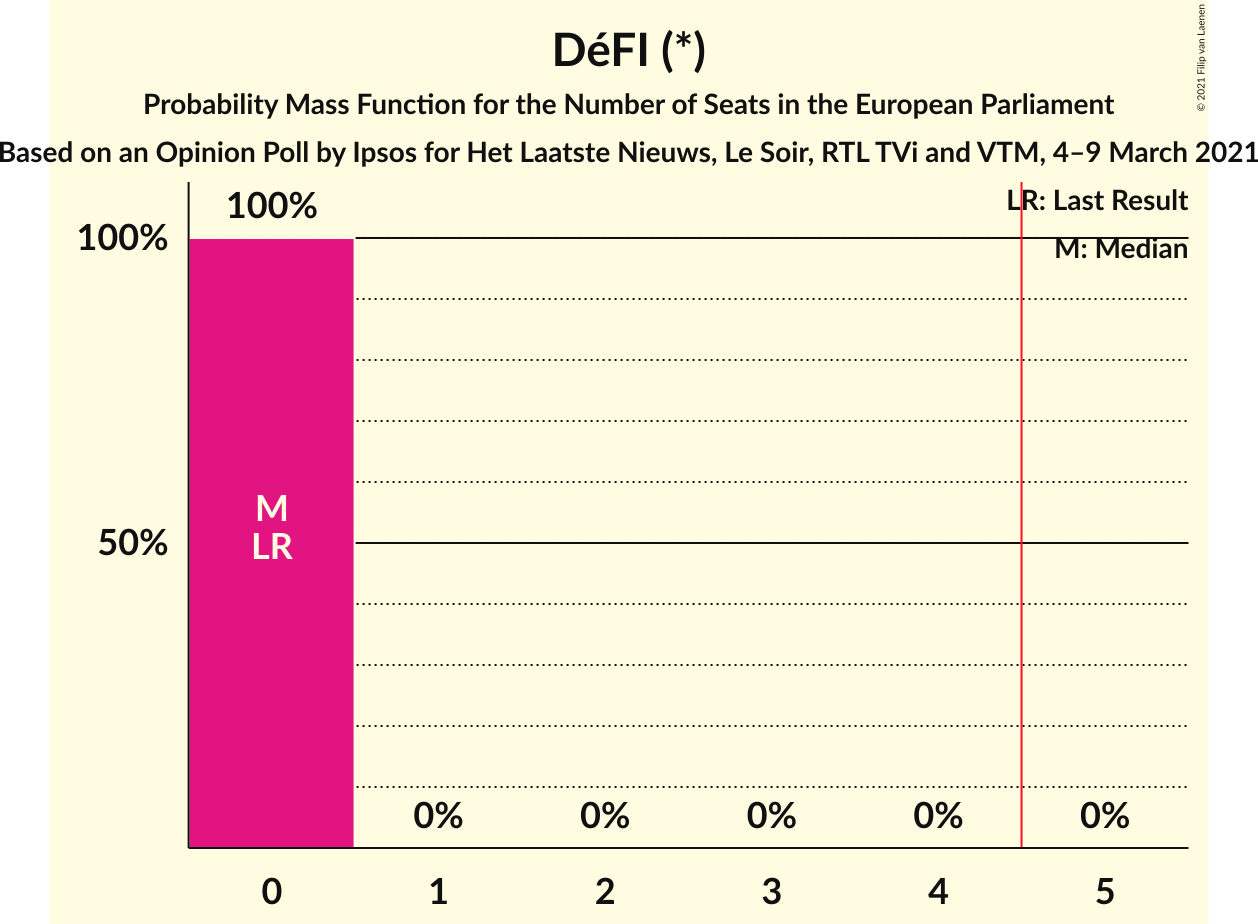 DéFI (*)
Probability Mass Function for the Number of Seats in the European Parliament
Based on an Opinion Poll by Ipsos for Het Laatste Nieuws, Le Soir, RTL TVi and VTM, 4–9 March 2021
© 2021 Filip van Laenen
LR: Last Result
M: Median
100%
100%
50%
M
LR
0%
0%
0%
0%
0%
0
1
2
3
4
5